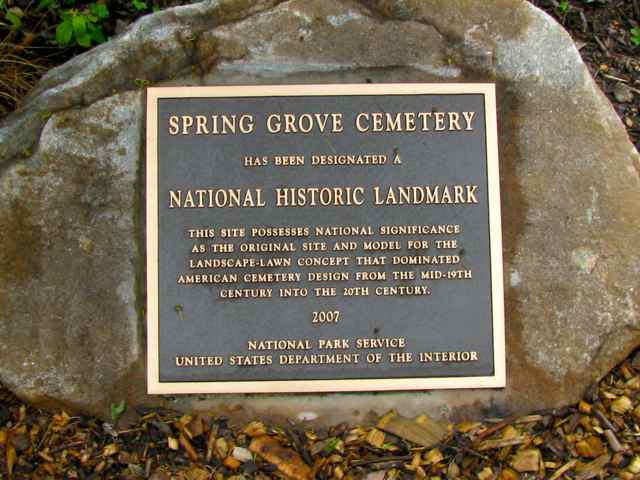 SPRING GROVE CEMETERY
HAS BEEN DESIGNATED A
NATIONAL HISTORIC LANDMARK
THIS SITE POSSESSES NATIONAL SIGNIFICANCE
AS THE ORIGINAL SITE AND MODEL FOR THE
LANDSCAPE-LAWN CONCEPT THAT DOMINATED
AMERICAN CEMETERY DESIGN FROM THE MID-19TH
CENTURY INTO THE 20TH CENTURY.
2007
NATIONAL PARK SERVICE
UNITED STATES DEPARTMENT OF THE INTERIOR